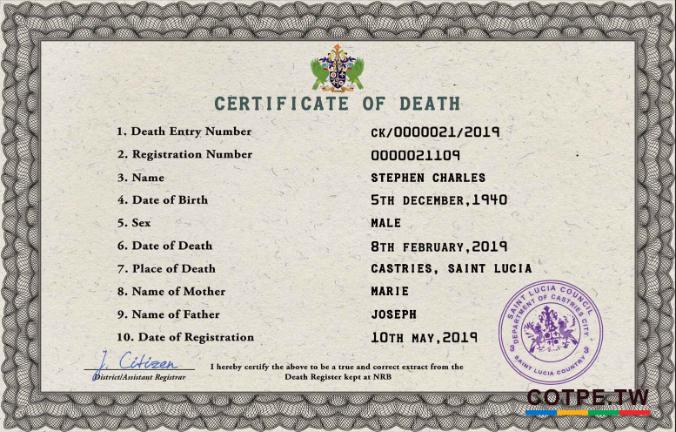 CERTIFICATE OF DEATH
1. Death Entry Number CK/0000021/2019
2. Registration Number 0000021109
3. Name STEPHEN CHARLES
4. Date of Birth 5TH DECEMBER,1940
5. Sex MALE
6. Date of Death 8TH FEBRUARY,2019
7. Place of Death CASTRIES, SAINT LUCIA
8. Name of Mother MARIE
9. Name of Father JOSEPH
10. Date of Registration 10TH MAY,2019
SAINT LUCIA COUNCIL
DEPARTMENT OF CASTRIES CITY
SAINT LUCIA COUNTRY
J. Citizen
District/Assistant Registrar
I hereby certify the above to be a true and correct extract from the
Death Register kept at NRB
COTPE.TW